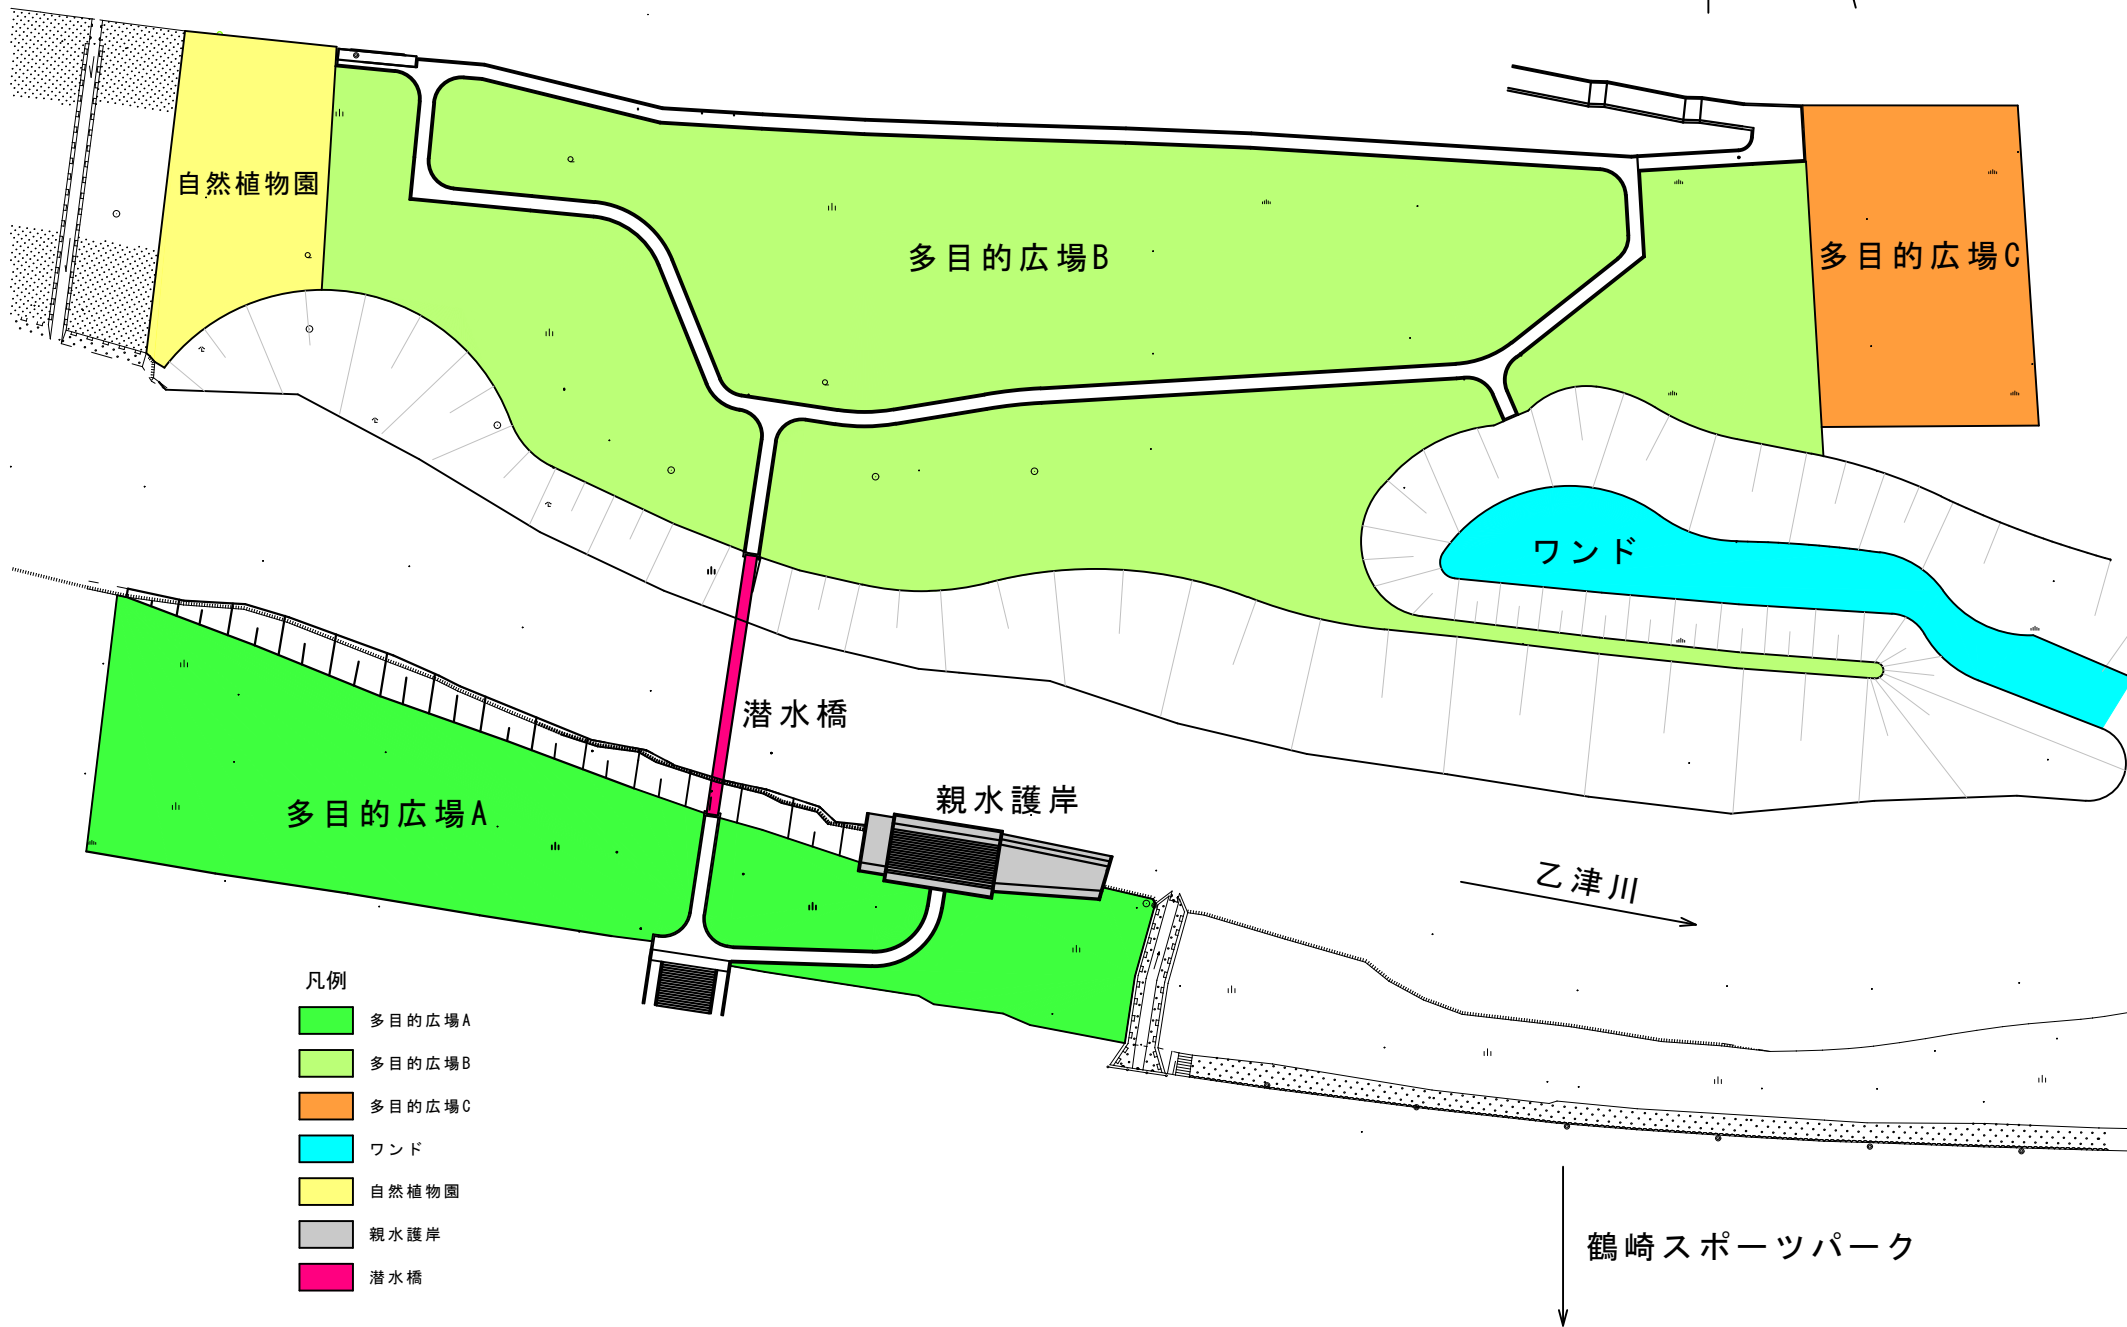 自然植物園
多目的広場B
多目的広場C
ワンド
潜水橋
親水護岸
多目的広場A
乙津川
凡例
多目的広場A
多目的広場B
多目的広場C
ワンド
自然植物園
親水護岸
潜水橋
鶴崎スポーツパーク